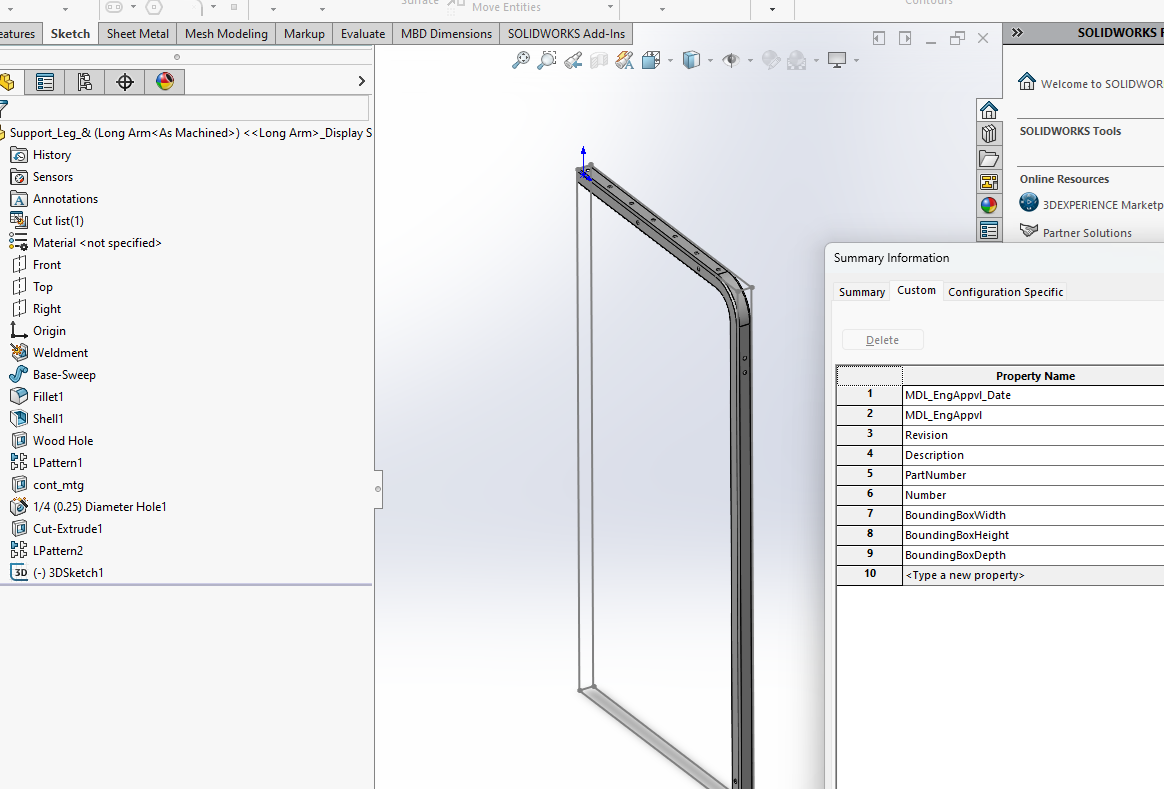 Surface
Move Entities
Contours
eatures
Sketch
Sheet Metal
Mesh Modeling
Markup
Evaluate
MBD Dimensions
SOLIDWORKS Add-Ins
SOLIDWORKS R
Welcome to SOLIDWOR
SOLIDWORKS Tools
Online Resources
3DEXPERIENCE Marketp
Partner Solutions
Support_Leg_& (Long Arm<As Machined>) <<Long Arm>_Display S
History
Sensors
Annotations
Cut list(1)
Material <not specified>
Front
Top
Right
Origin
Weldment
Base-Sweep
Fillet1
Shell1
Wood Hole
LPattern1
cont_mtg
1/4 (0.25) Diameter Hole1
Cut-Extrude1
LPattern2
3D (-) 3DSketch1
Summary Information
Summary
Custom
Configuration Specific
Delete
Property Name
1 MDL_EngAppvl_Date
2 MDL_EngAppvl
3 Revision
4 Description
5 PartNumber
6 Number
7 BoundingBoxWidth
8 BoundingBoxHeight
9 BoundingBoxDepth
10 <Type a new property>